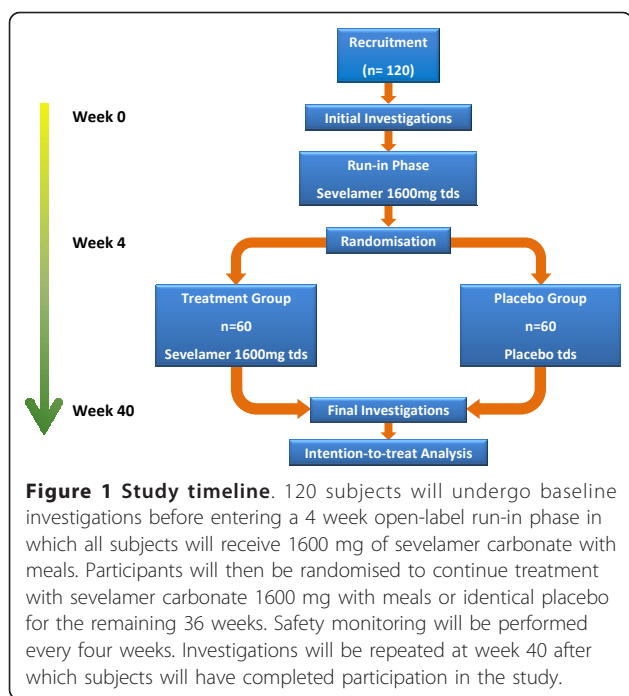 Recruitment
(n= 120)
Week 0
Initial Investigations
Run-in Phase
Sevelamer 1600mg tds
Week 4
Randomisation
Treatment Group
n=60
Sevelamer 1600mg tds
Placebo Group
n=60
Placebo tds
Week 40
Final Investigations
Intention-to-treat Analysis
Figure 1 Study timeline. 120 subjects will undergo baseline
investigations before entering a 4 week open-label run-in phase in
which all subjects will receive 1600 mg of sevelamer carbonate with
meals. Participants will then be randomised to continue treatment
with sevelamer carbonate 1600 mg with meals or identical placebo
for the remaining 36 weeks. Safety monitoring will be performed
every four weeks. Investigations will be repeated at week 40 after
which subjects will have completed participation in the study.